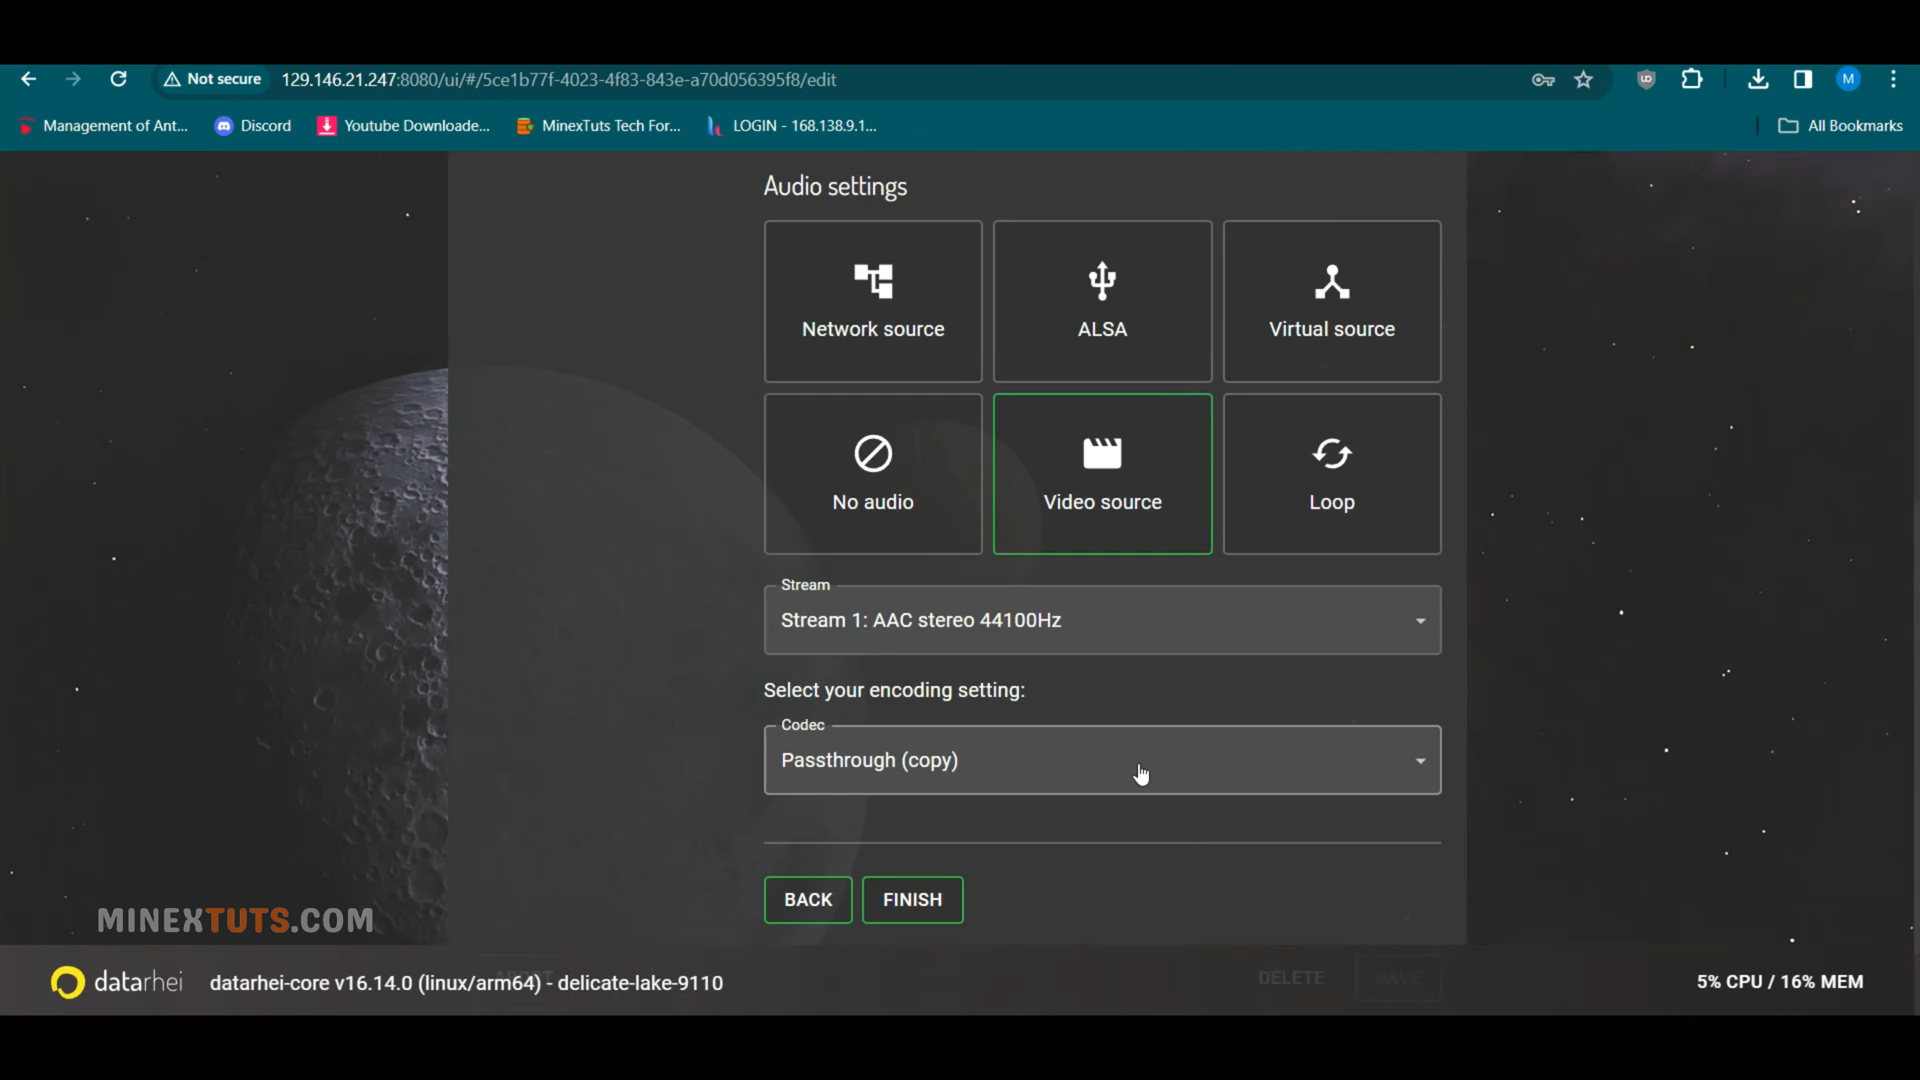 Not secure 129.146.21.247:8080/ui/#/5ce1b77f-4023-4f83-843e-a70d056395f8/edit M
Management of Ant... Discord Youtube Downloade... MinexTuts Tech For... LOGIN - 168.138.9.1... All Bookmarks
Audio settings
Network source ALSA Virtual source
No audio Video source Loop
Stream
Stream 1: AAC stereo 44100Hz
Select your encoding setting:
Codec
Passthrough (copy)
BACK FINISH
MINEXTUTS.COM
ABORT DELETE SAVE
datarhei datarhei-core v16.14.0 (linux/arm64) - delicate-lake-9110 5% CPU / 16% MEM